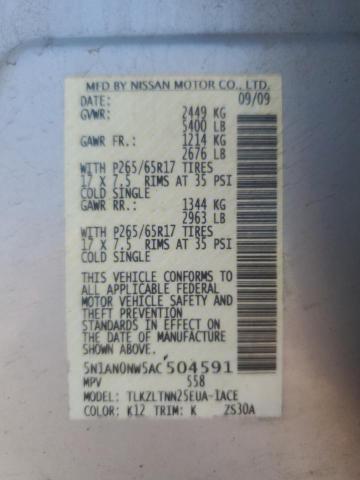 MFD BY NISSAN MOTOR CO., LTD.
DATE: 09/09
GVWR: 2449 KG
5400 LB
GAWR FR.: 1214 KG
2676 LB
WITH P265/65R17 TIRES
17 X 7.5 RIMS AT 35 PSI
COLD SINGLE
GAWR RR.: 1344 KG
2963 LB
WITH P265/65R17 TIRES
17 X 7.5 RIMS AT 35 PSI
COLD SINGLE
THIS VEHICLE CONFORMS TO
ALL APPLICABLE FEDERAL
MOTOR VEHICLE SAFETY AND
THEFT PREVENTION
STANDARDS IN EFFECT ON
THE DATE OF MANUFACTURE
SHOWN ABOVE.
5N1AN0NW5AC504591
MPV 558
MODEL: TLKZLTNN25EUA-1ACE
COLOR: K12 TRIM: K ZS30A